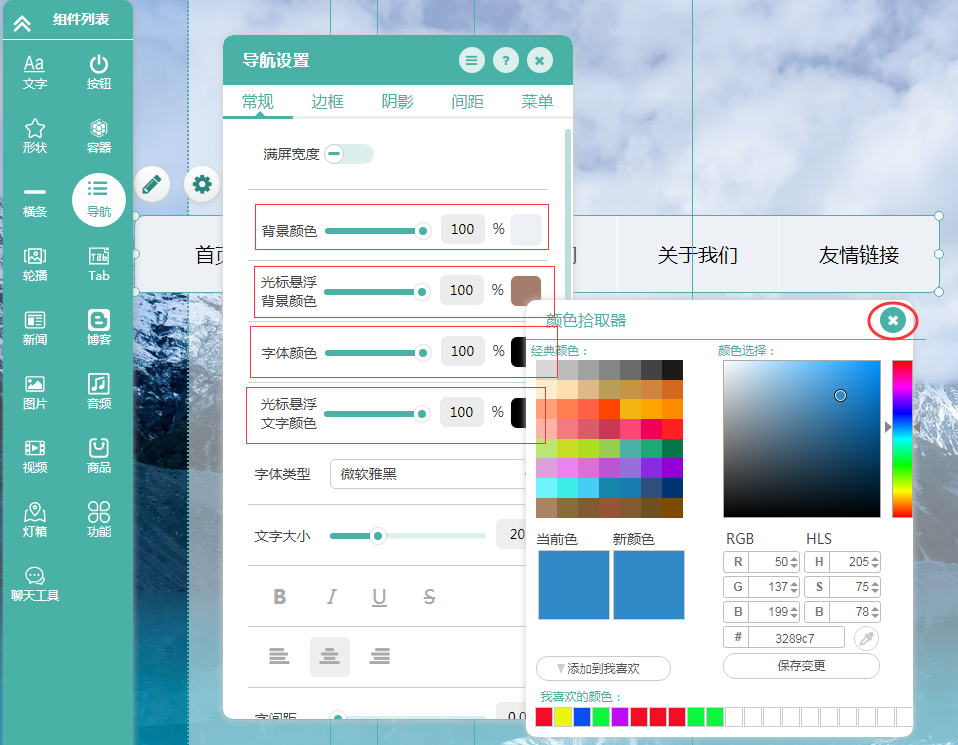 组件列表
Aa
文字
按钮
形状
容器
横条
导航
轮播
Tab
新闻
博客
图片
音频
视频
商品
灯箱
功能
聊天工具
导航设置
?
常规
边框
阴影
间距
菜单
满屏宽度
背景颜色
100
%
光标悬浮
背景颜色
100
%
字体颜色
100
%
光标悬浮
文字颜色
100
%
字体类型
微软雅黑
文字大小
20
B
I
U
S
字间距
0.0
首页
关于我们
友情链接
颜色拾取器
经典颜色：
颜色选择：
当前色
新颜色
RGB
HLS
R
50
H
205
G
137
S
75
B
199
B
78
#
3289c7
添加到我喜欢
保存变更
我喜欢的颜色：